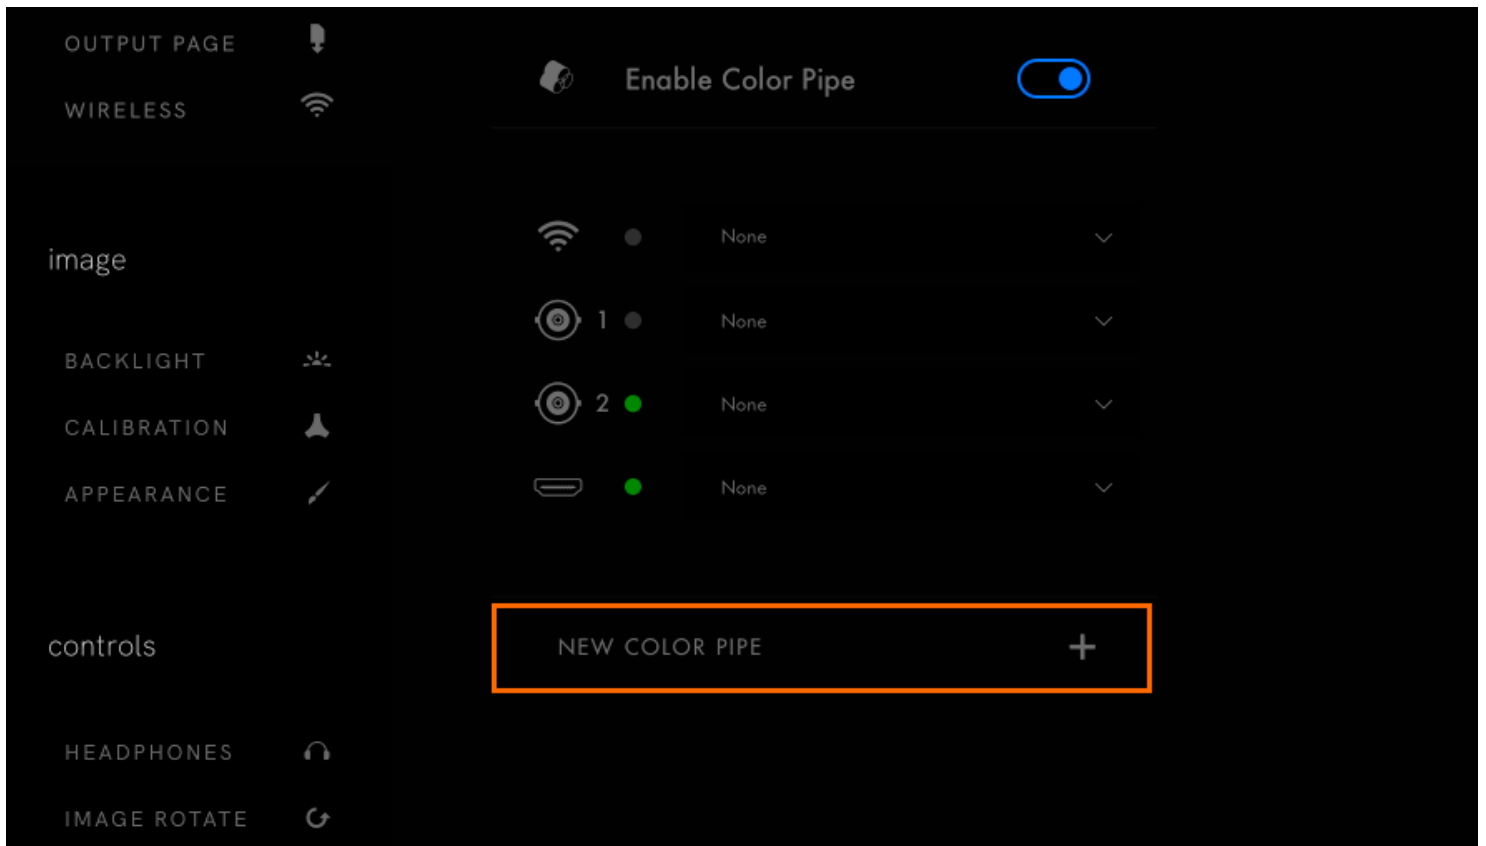 OUTPUT PAGE
WIRELESS
image
BACKLIGHT
CALIBRATION
APPEARANCE
controls
HEADPHONES
IMAGE ROTATE
Enable Color Pipe
None
1 None
2 None
None
NEW COLOR PIPE +